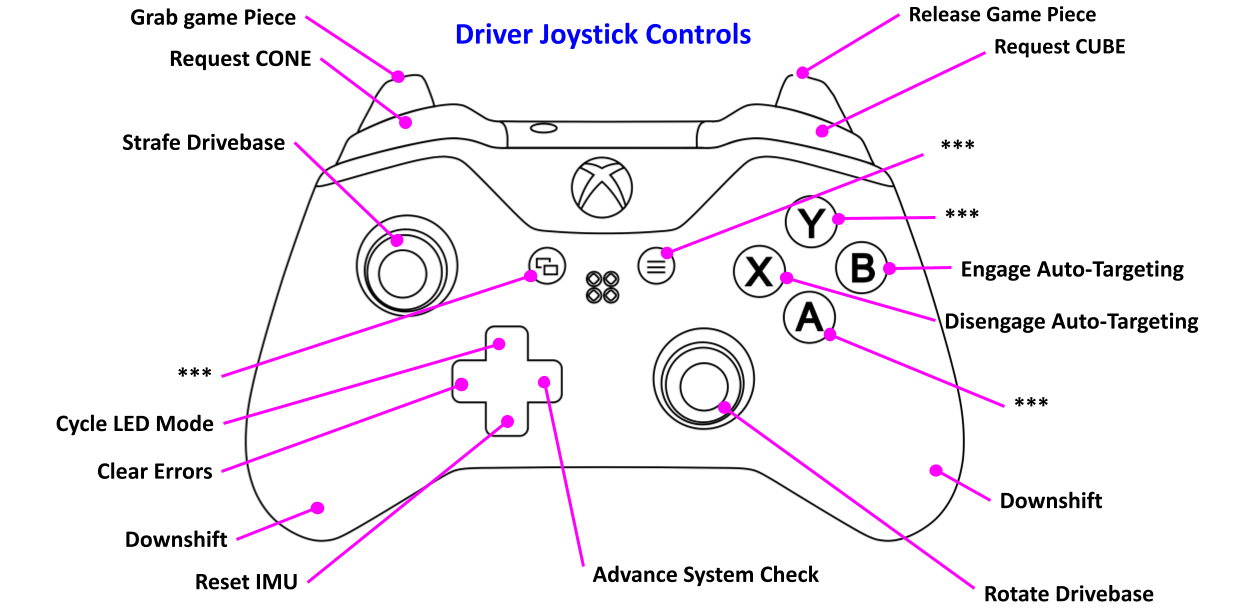 Driver Joystick Controls
Grab game Piece
Release Game Piece
Request CONE
Request CUBE
Strafe Drivebase
***
***
Y
X
B
A
Engage Auto-Targeting
Disengage Auto-Targeting
***
***
Cycle LED Mode
Clear Errors
Downshift
Downshift
Reset IMU
Advance System Check
Rotate Drivebase